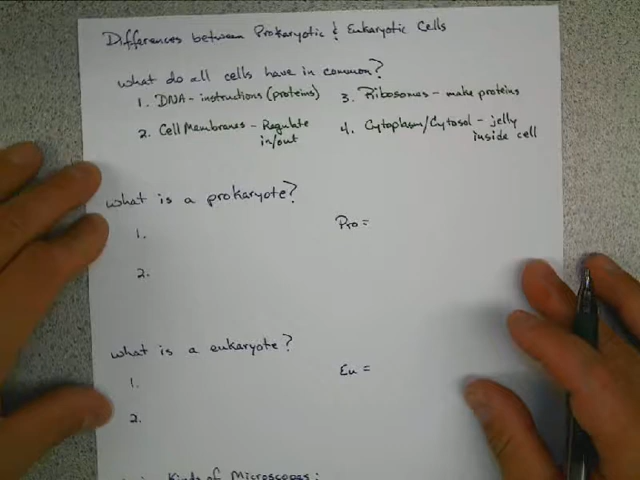 Differences between Prokaryotic & Eukaryotic Cells
what do all cells have in common?
1. DNA - instructions (proteins)
3. Ribosomes - make proteins
2. Cell Membranes - Regulate
in/out
4. Cytoplasm/Cytosol - jelly
inside cell
what is a prokaryote?
1.
Pro =
2.
what is a eukaryote?
1.
Eu =
2.
Kinds of Microscopes: